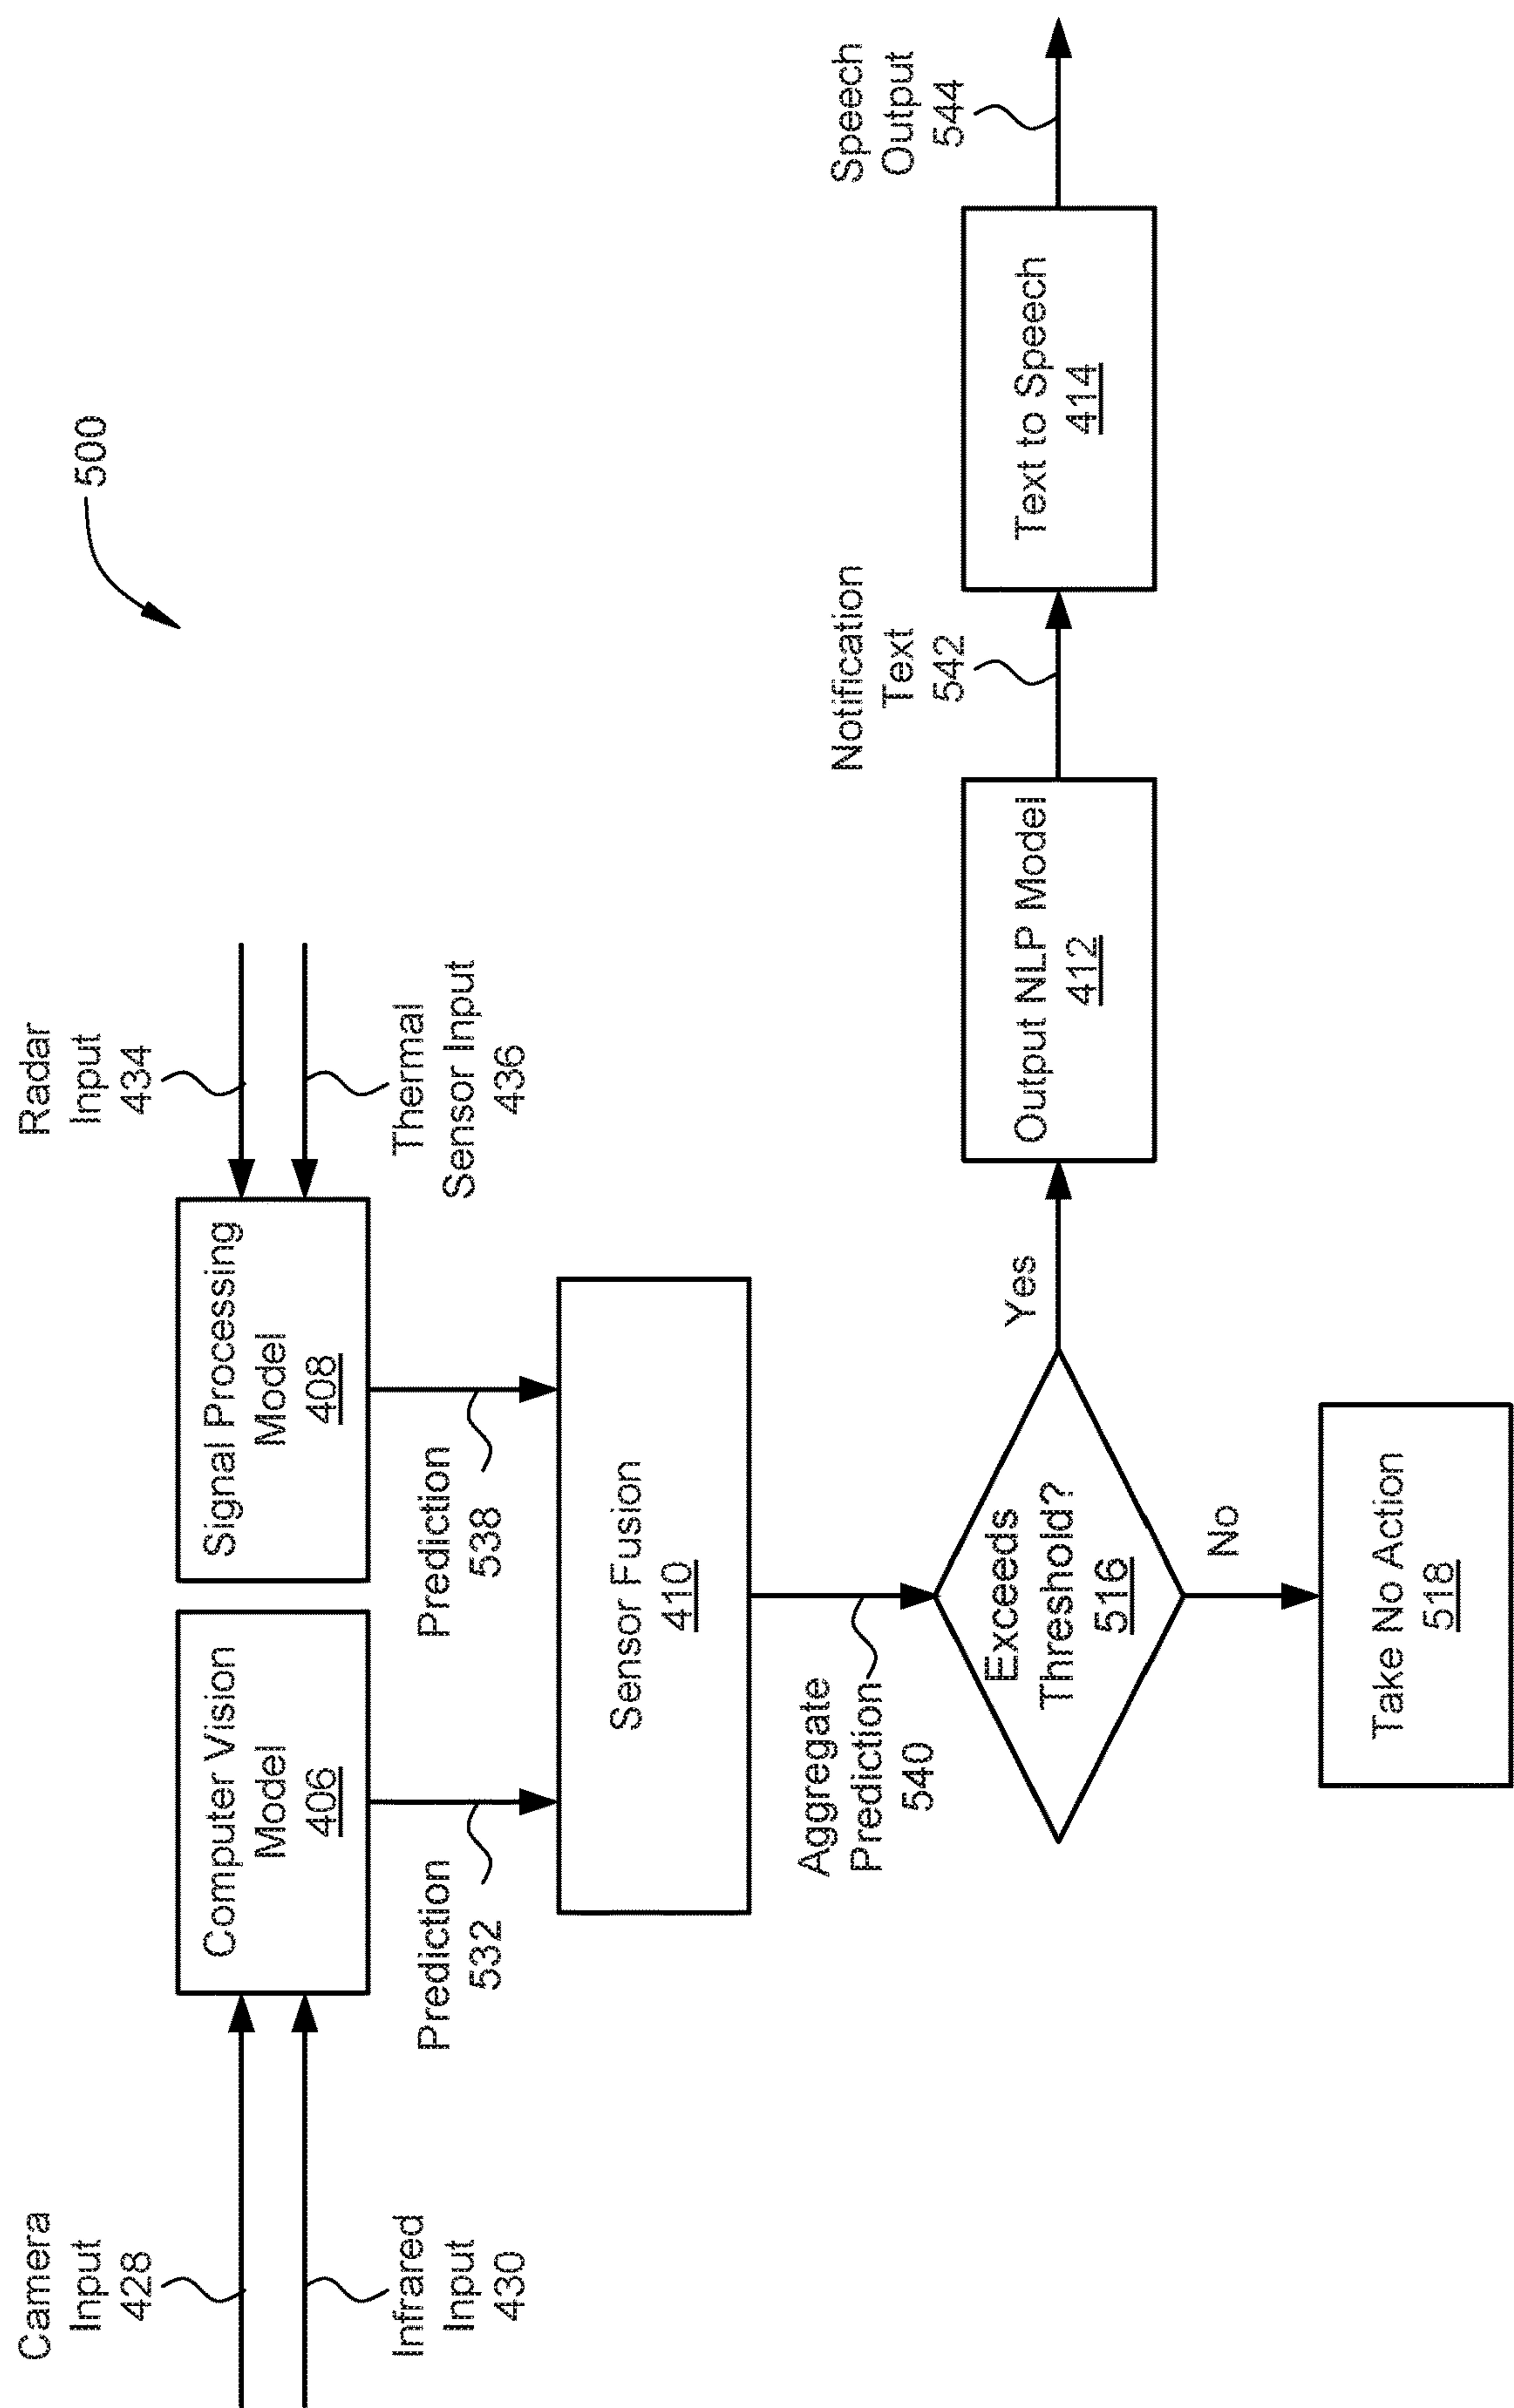 500
Camera
Input
428
Infrared
Input
430
Computer Vision
Model
406
Signal Processing
Model
408
Radar
Input
434
Thermal
Sensor Input
436
Prediction
532
Prediction
538
Sensor Fusion
410
Aggregate
Prediction
540
Exceeds
Threshold?
516
Yes
No
Take No Action
518
Output NLP Model
412
Notification
Text
542
Text to Speech
414
Speech
Output
544